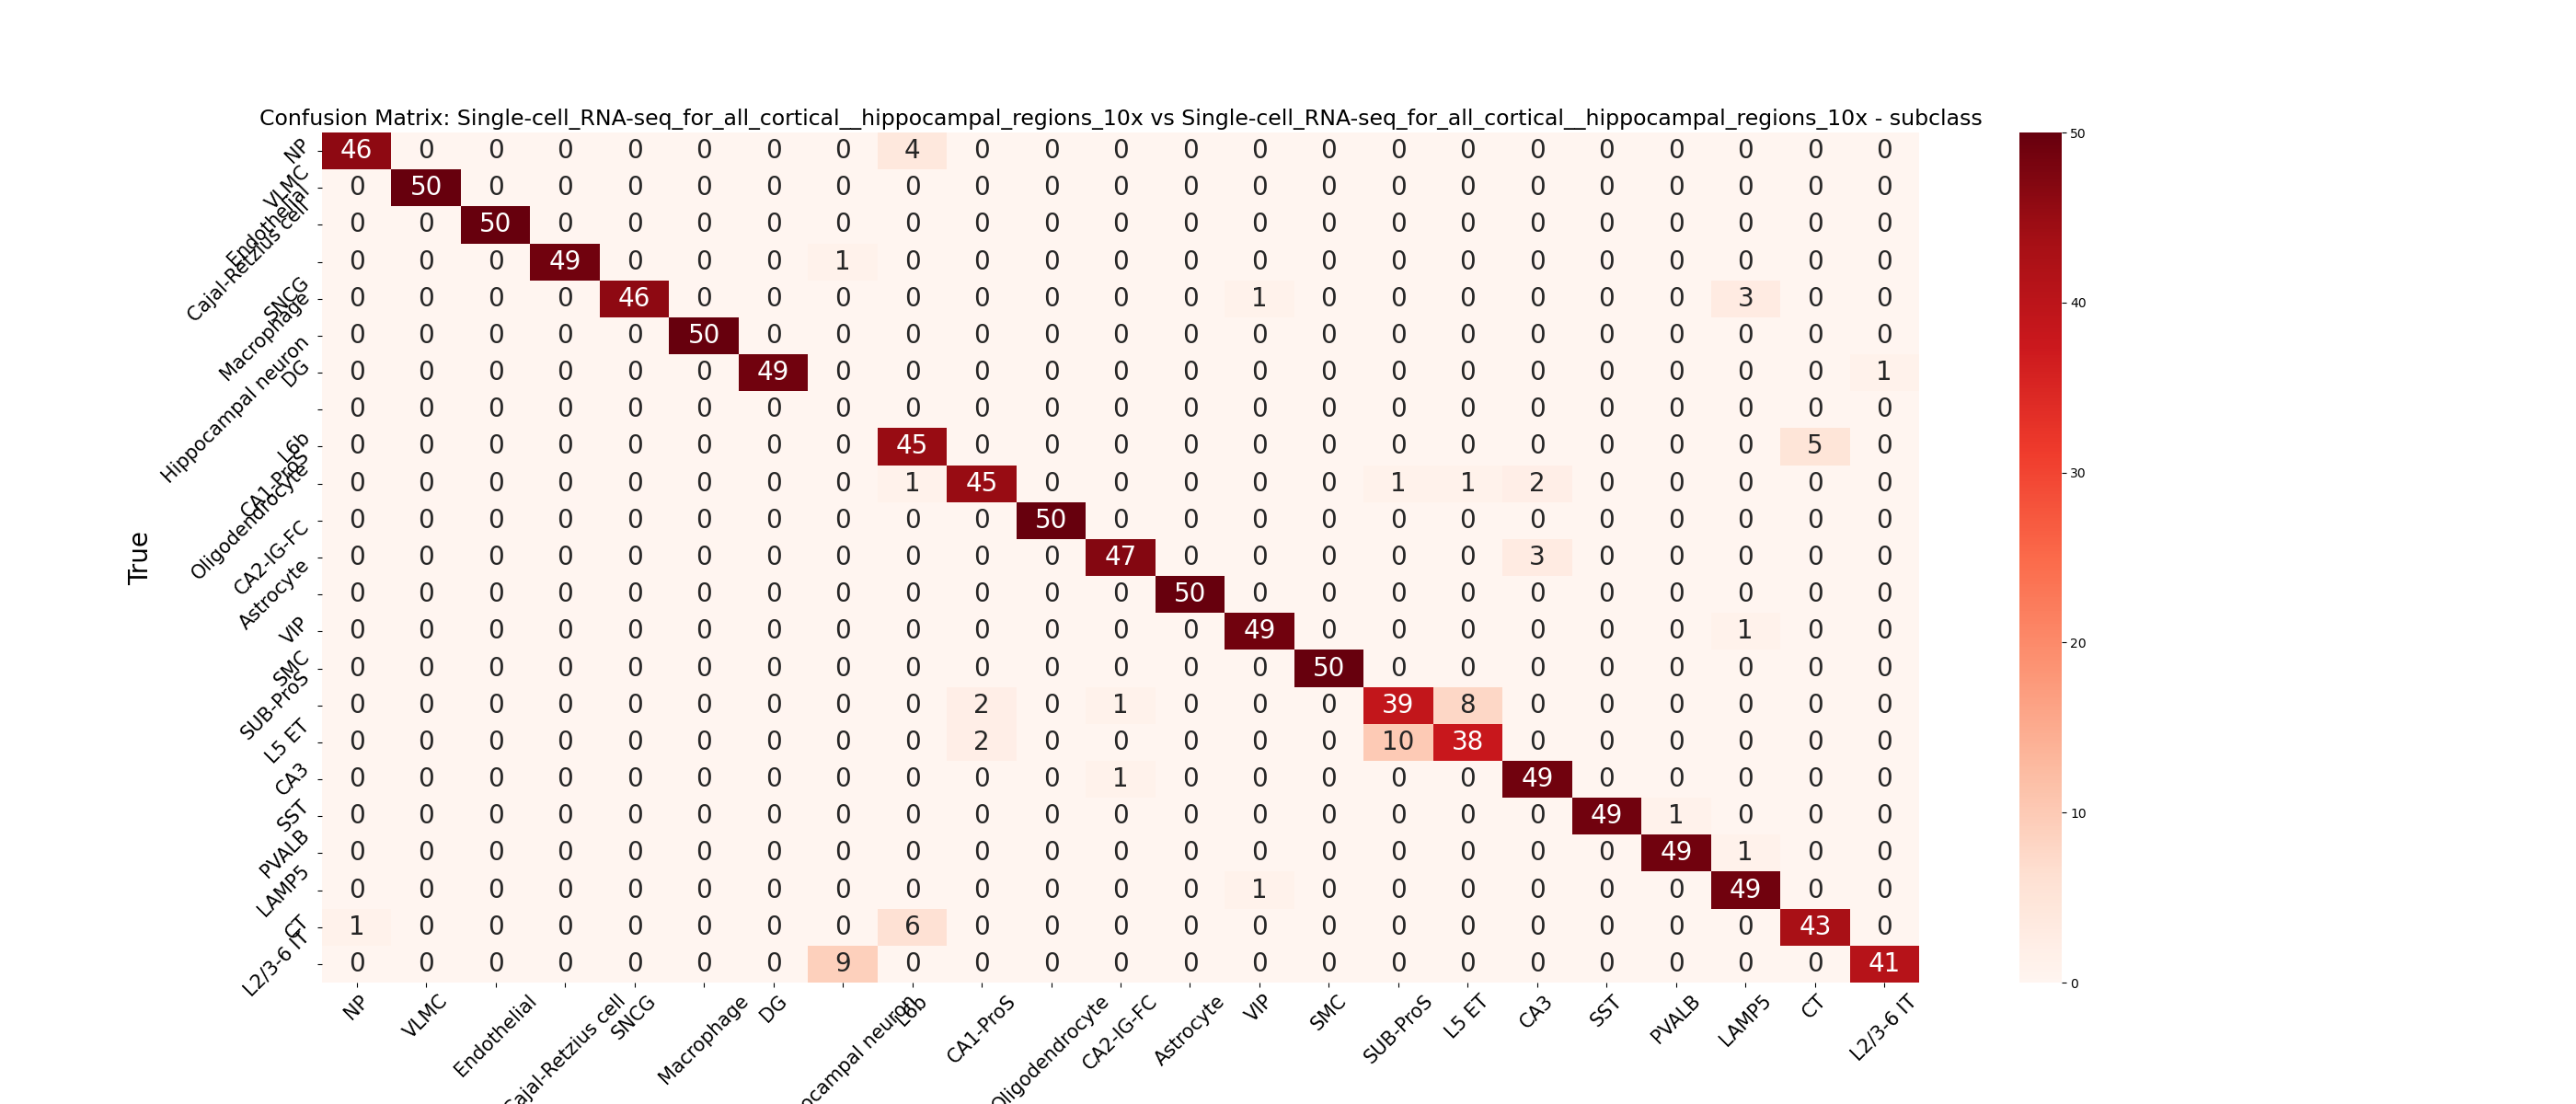 Confusion Matrix: Single-cell_RNA-seq_for_all_cortical__hippocampal_regions_10x vs Single-cell_RNA-seq_for_all_cortical__hippocampal_regions_10x - subclass
True
NP 46 0 0 0 0 0 0 0 4 0 0 0 0 0 0 0 0 0 0 0 0 0 0
VLMC 0 50 0 0 0 0 0 0 0 0 0 0 0 0 0 0 0 0 0 0 0 0 0
Endothelial 0 0 50 0 0 0 0 0 0 0 0 0 0 0 0 0 0 0 0 0 0 0 0
Cajal-Retzius cell 0 0 0 49 0 0 0 1 0 0 0 0 0 0 0 0 0 0 0 0 0 0 0
SNCG 0 0 0 0 46 0 0 0 0 0 0 0 0 1 0 0 0 0 0 0 3 0 0
Macrophage 0 0 0 0 0 50 0 0 0 0 0 0 0 0 0 0 0 0 0 0 0 0 0
DG 0 0 0 0 0 0 49 0 0 0 0 0 0 0 0 0 0 0 0 0 0 0 1
Hippocampal neuron 0 0 0 0 0 0 0 0 0 0 0 0 0 0 0 0 0 0 0 0 0 0 0
L6b 0 0 0 0 0 0 0 0 45 0 0 0 0 0 0 0 0 0 0 0 0 5 0
CA1-ProS 0 0 0 0 0 0 0 0 1 45 0 0 0 0 0 1 1 2 0 0 0 0 0
Oligodendrocyte 0 0 0 0 0 0 0 0 0 0 50 0 0 0 0 0 0 0 0 0 0 0 0
CA2-IG-FC 0 0 0 0 0 0 0 0 0 0 0 47 0 0 0 0 0 3 0 0 0 0 0
Astrocyte 0 0 0 0 0 0 0 0 0 0 0 0 50 0 0 0 0 0 0 0 0 0 0
VIP 0 0 0 0 0 0 0 0 0 0 0 0 0 49 0 0 0 0 0 0 1 0 0
SMC 0 0 0 0 0 0 0 0 0 0 0 0 0 0 50 0 0 0 0 0 0 0 0
SUB-ProS 0 0 0 0 0 0 0 0 0 2 0 1 0 0 0 39 8 0 0 0 0 0 0
L5 ET 0 0 0 0 0 0 0 0 0 2 0 0 0 0 0 10 38 0 0 0 0 0 0
CA3 0 0 0 0 0 0 0 0 0 0 0 1 0 0 0 0 0 49 0 0 0 0 0
SST 0 0 0 0 0 0 0 0 0 0 0 0 0 0 0 0 0 0 49 1 0 0 0
PVALB 0 0 0 0 0 0 0 0 0 0 0 0 0 0 0 0 0 0 0 49 1 0 0
LAMP5 0 0 0 0 0 0 0 0 0 0 0 0 0 1 0 0 0 0 0 0 49 0 0
CT 1 0 0 0 0 0 0 0 6 0 0 0 0 0 0 0 0 0 0 0 0 43 0
L2/3-6 IT 0 0 0 0 0 0 0 9 0 0 0 0 0 0 0 0 0 0 0 0 0 0 41
NP VLMC Endothelial Cajal-Retzius cell SNCG Macrophage DG ocampal neuron L6b CA1-ProS Oligodendrocyte CA2-IG-FC Astrocyte VIP SMC SUB-ProS L5 ET CA3 SST PVALB LAMP5 CT L2/3-6 IT
50
40
30
20
10
0